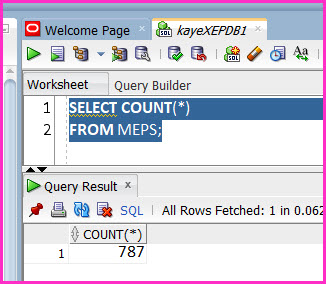 Welcome Page
kayeXEPDB1
Worksheet
Query Builder
1 SELECT COUNT(*)
2 FROM MEPS;
Query Result
SQL
All Rows Fetched: 1 in 0.062
COUNT(*)
1 787